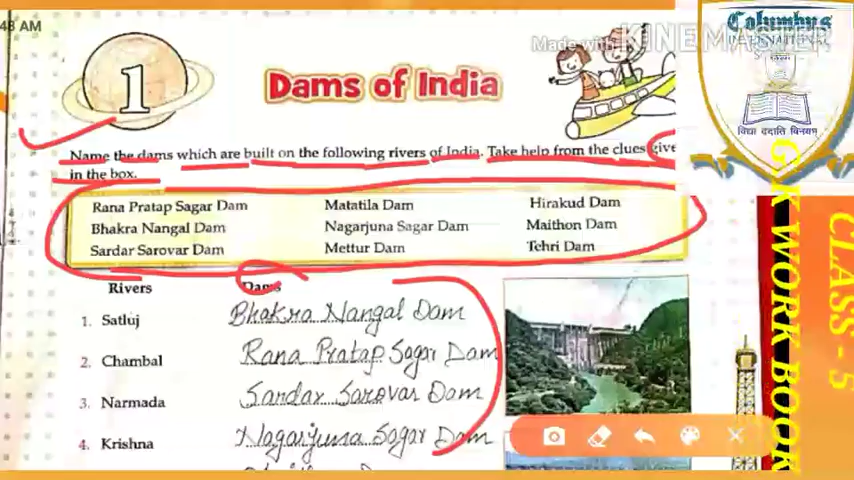 48 AM
Made with KINEMASTER
Columbus
INTERNATIONAL
विद्या ददाति विनयम्
1
Dams of India
Name the dams which are built on the following rivers of India. Take help from the clues give
in the box.
Rana Pratap Sagar Dam Matatila Dam Hirakud Dam
Bhakra Nangal Dam Nagarjuna Sagar Dam Maithon Dam
Sardar Sarovar Dam Mettur Dam Tehri Dam
Rivers Dams
1. Satluj Bhakra Nangal Dam
2. Chambal Rana Pratap Sagar Dam
3. Narmada Sardar Sarovar Dam
4. Krishna Nagarjuna Sagar Dam
G.K WORK BOOK
CLASS - 5